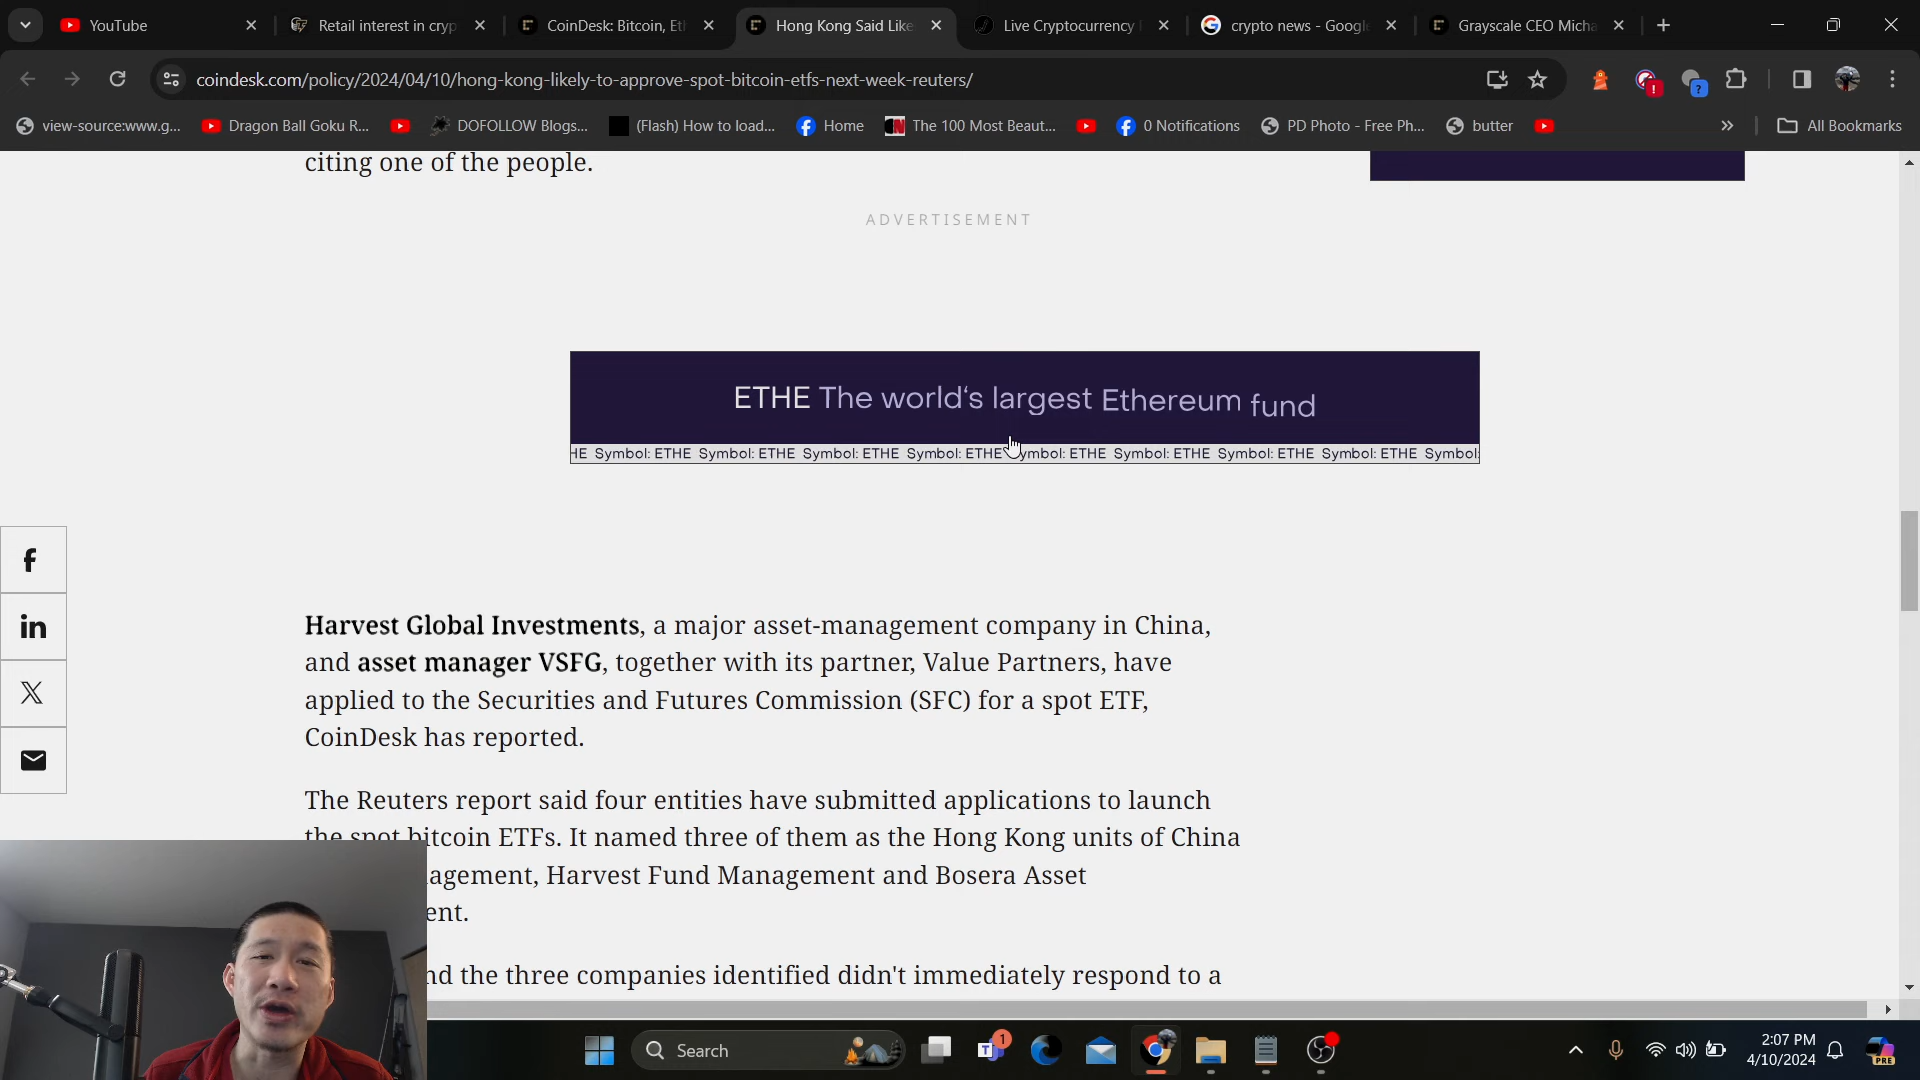 YouTube
Retail interest in cryp
CoinDesk: Bitcoin, Et
Hong Kong Said Like
Live Cryptocurrency
crypto news - Googl
Grayscale CEO Micha
coindesk.com/policy/2024/04/10/hong-kong-likely-to-approve-spot-bitcoin-etfs-next-week-reuters/
view-source:www.g...
Dragon Ball Goku R...
DOFOLLOW Blogs...
(Flash) How to load...
Home
The 100 Most Beaut...
0 Notifications
PD Photo - Free Ph...
butter
All Bookmarks
citing one of the people.
ADVERTISEMENT
ETHE The world's largest Ethereum fund
HE Symbol: ETHE Symbol: ETHE Symbol: ETHE Symbol: ETHE Symbol: ETHE Symbol: ETHE Symbol: ETHE Symbol: ETHE Symbol:
Harvest Global Investments, a major asset-management company in China,
and asset manager VSFG, together with its partner, Value Partners, have
applied to the Securities and Futures Commission (SFC) for a spot ETF,
CoinDesk has reported.
The Reuters report said four entities have submitted applications to launch
the spot bitcoin ETFs. It named three of them as the Hong Kong units of China
agement, Harvest Fund Management and Bosera Asset
ent.
nd the three companies identified didn't immediately respond to a
Search
1
2:07 PM
4/10/2024
PRE